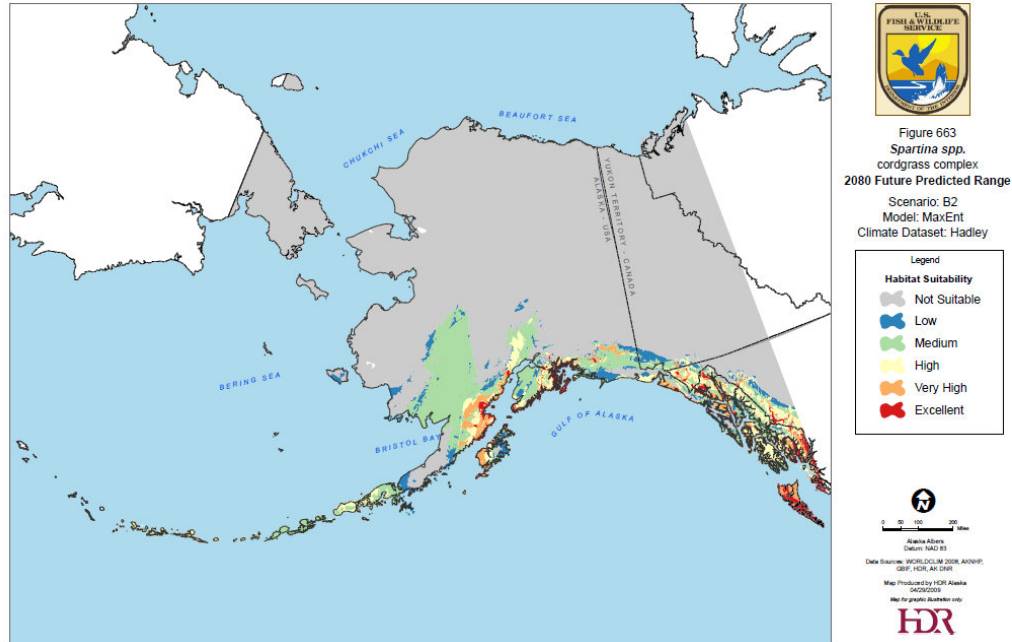 BEAUFORT SEA
CHUKCHI SEA
YUKON TERRITORY - CANADA
ALASKA - USA
BERING SEA
BRISTOL BAY
GULF OF ALASKA
U.S.
FISH & WILDLIFE
SERVICE
DEPARTMENT OF THE INTERIOR
Figure 663
Spartina spp.
cordgrass complex
2080 Future Predicted Range
Scenario: B2
Model: MaxEnt
Climate Dataset: Hadley
Legend
Habitat Suitability
Not Suitable
Low
Medium
High
Very High
Excellent
N
0 50 100 200
Miles
Alaska Albers
Datum: NAD 83
Data Sources: WORLDCLIM 2008, AKNHP,
GBIF, HDR, AK DNR
Map Produced by HDR Alaska
04/29/2009
Map for graphic illustration only.
HDR